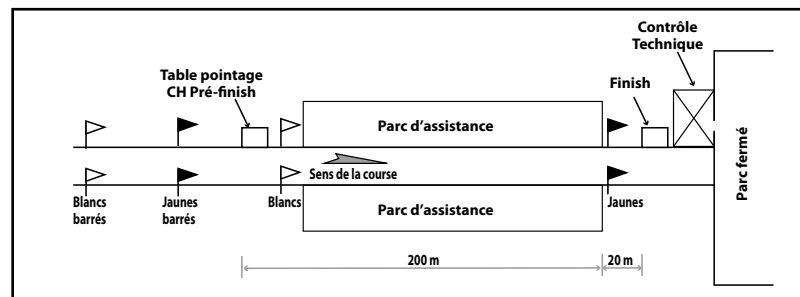 Contrôle
Technique
Table pointage
CH Pré-finish
Finish
Parc d'assistance
Parc fermé
Sens de la course
Blancs
barrés
Jaunes
barrés
Blancs
Parc d'assistance
Jaunes
200 m
20 m